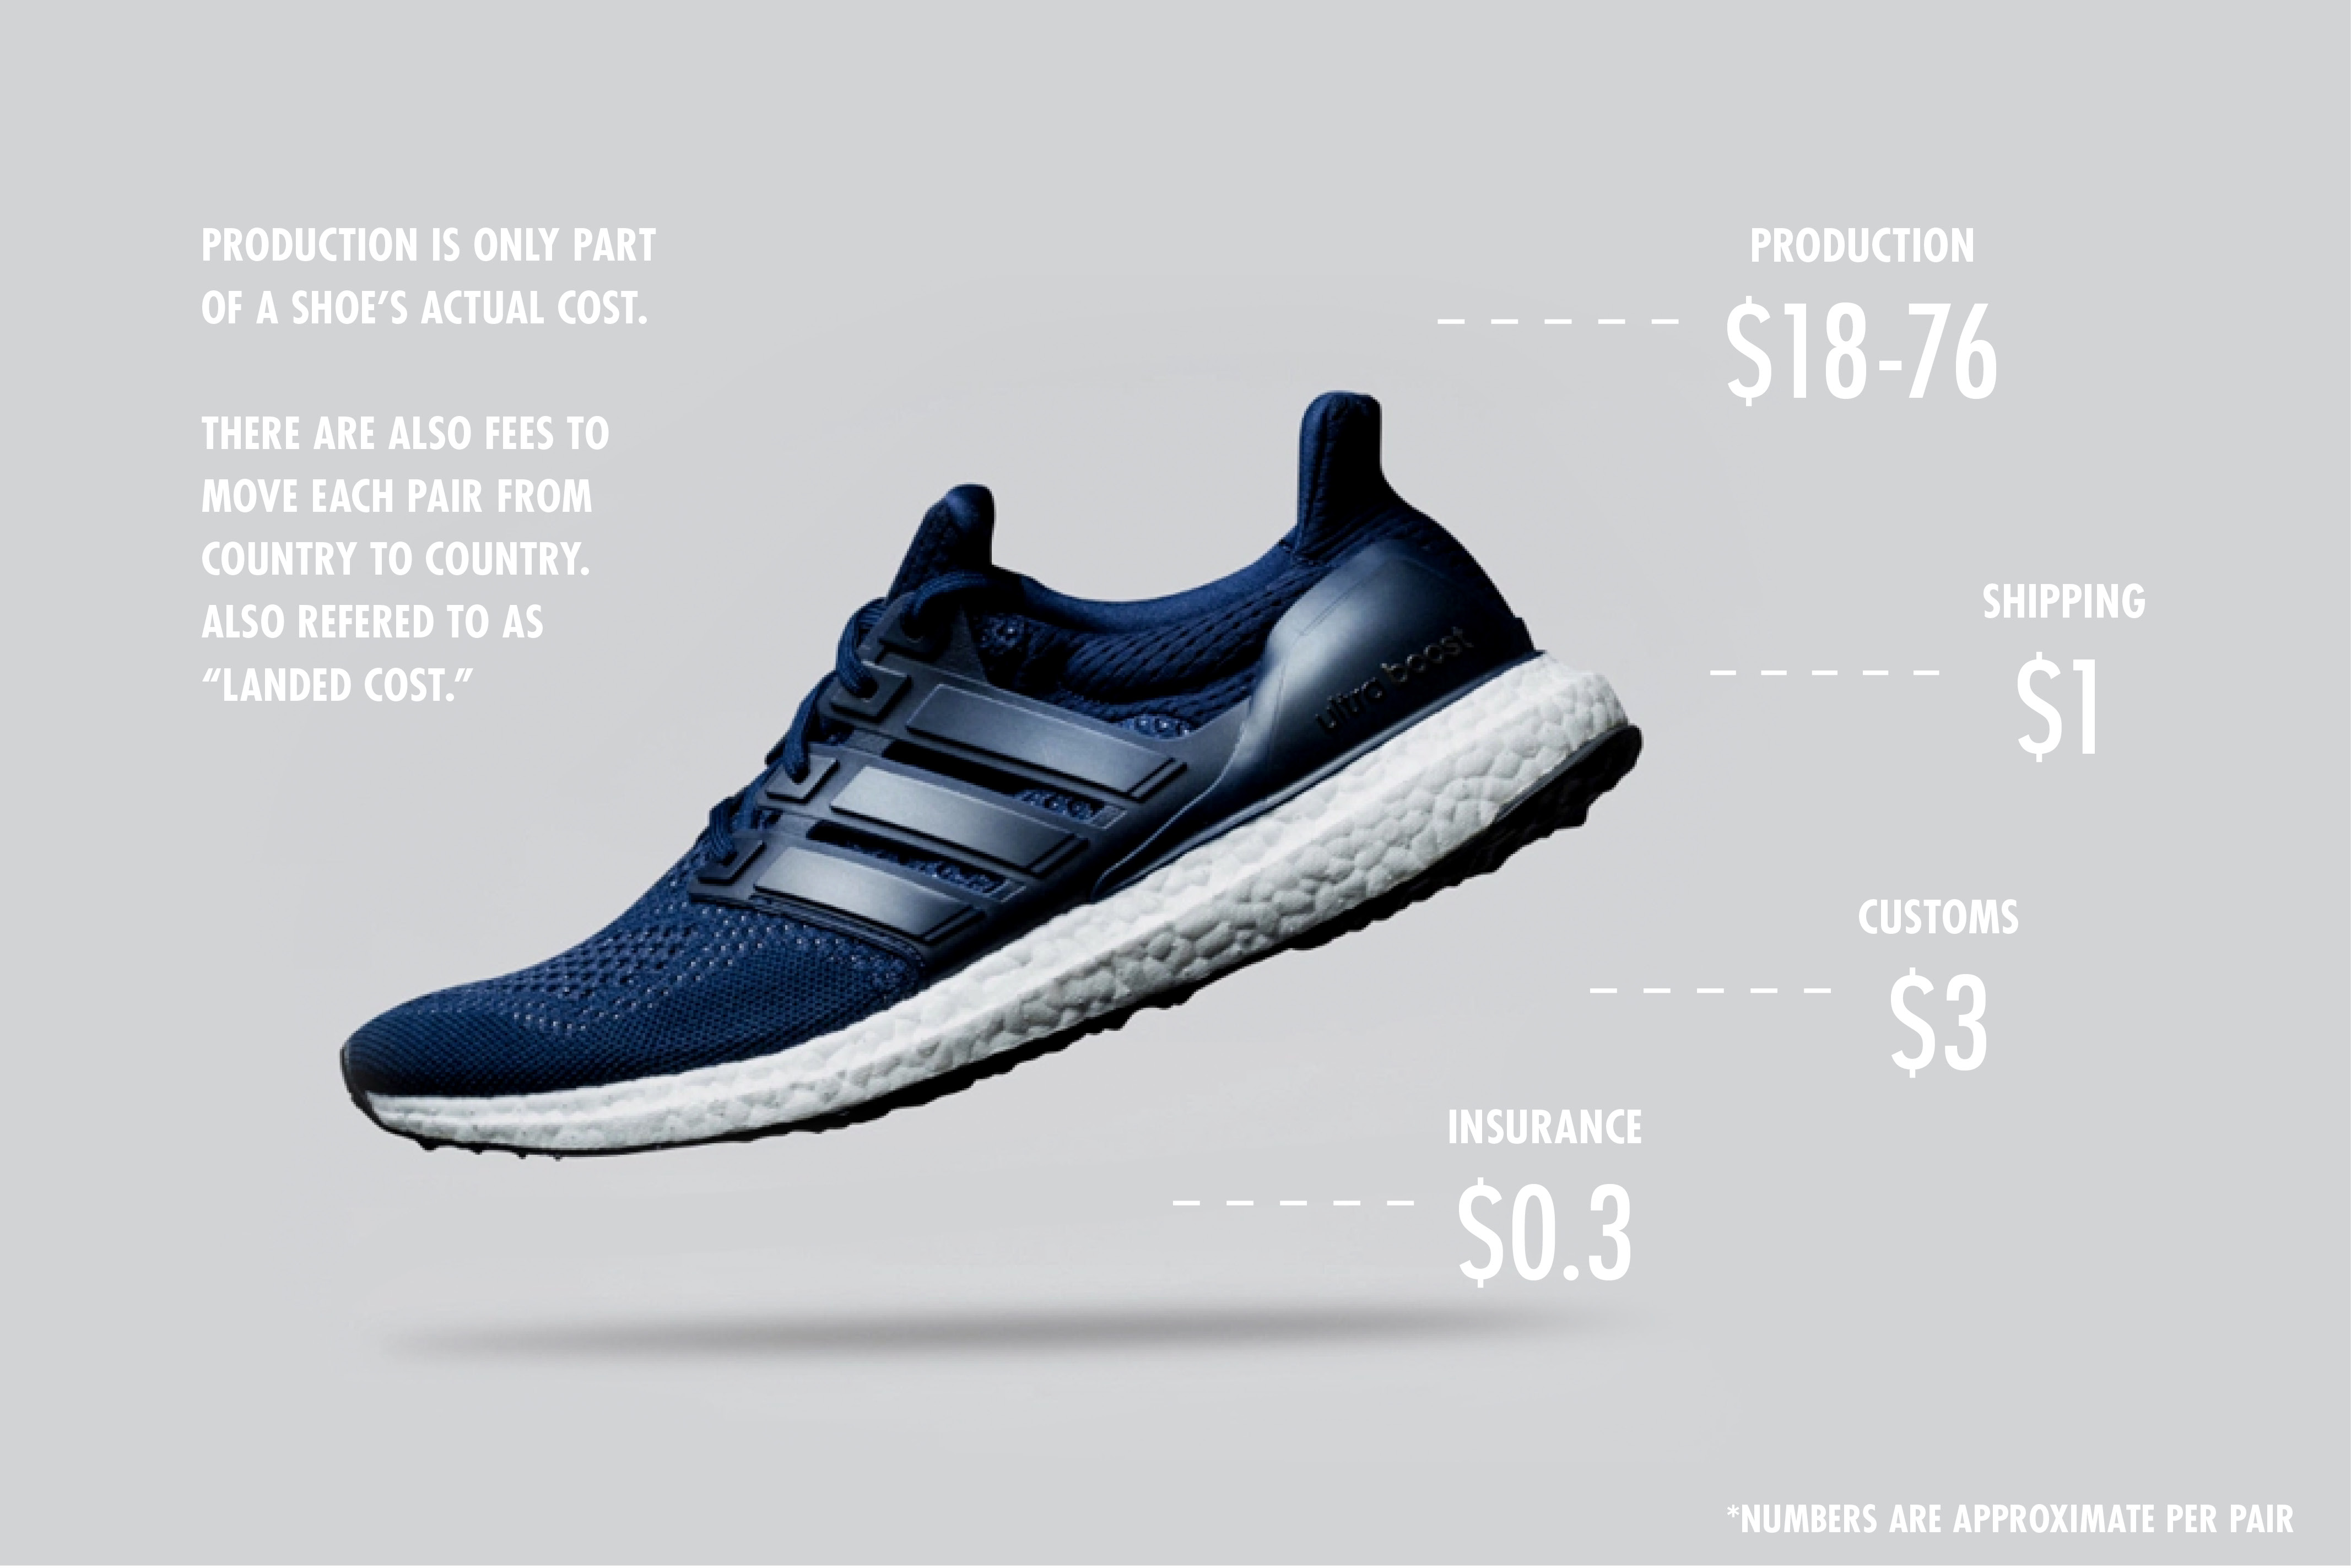 PRODUCTION IS ONLY PART
OF A SHOE'S ACTUAL COST.
THERE ARE ALSO FEES TO
MOVE EACH PAIR FROM
COUNTRY TO COUNTRY.
ALSO REFERED TO AS
“LANDED COST.”
PRODUCTION
$18-76
SHIPPING
$1
ultra boost
CUSTOMS
$3
INSURANCE
$0.3
*NUMBERS ARE APPROXIMATE PER PAIR